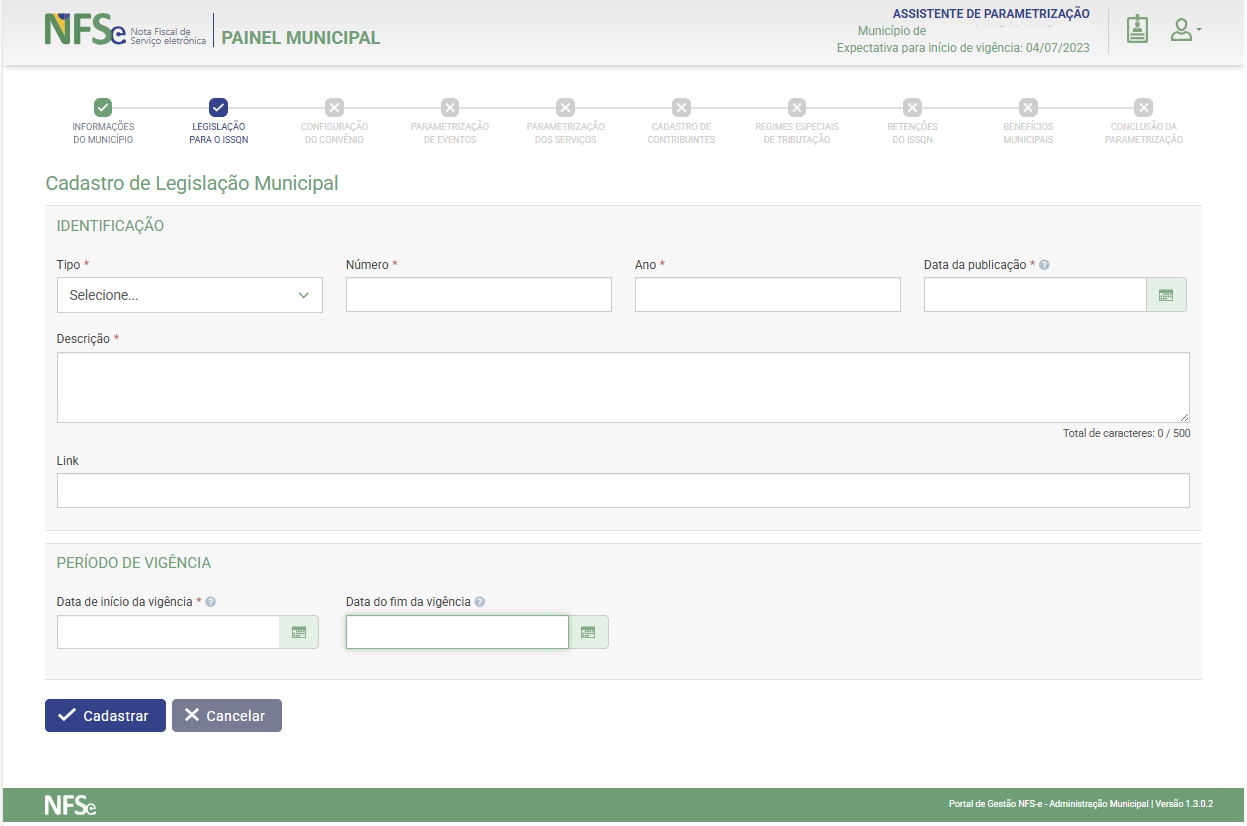 NFSe Nota Fiscal de
Serviço eletrônica
PAINEL MUNICIPAL
ASSISTENTE DE PARAMETRIZAÇÃO
Município de
Expectativa para início de vigência: 04/07/2023
INFORMAÇÕES
DO MUNICÍPIO
LEGISLAÇÃO
PARA O ISSQN
CONFIGURAÇÃO
DO CONVÊNIO
PARAMETRIZAÇÃO
DE EVENTOS
PARAMETRIZAÇÃO
DOS SERVIÇOS
CADASTRO DE
CONTRIBUINTES
REGIMES ESPECIAIS
DE TRIBUTAÇÃO
RETENÇÕES
DO ISSQN
BENEFÍCIOS
MUNICIPAIS
CONCLUSÃO DA
PARAMETRIZAÇÃO
Cadastro de Legislação Municipal
IDENTIFICAÇÃO
Tipo *
Número *
Ano *
Data da publicação * ?
Selecione...
Descrição *
Total de caracteres: 0 / 500
Link
PERÍODO DE VIGÊNCIA
Data de início da vigência * ?
Data do fim da vigência ?
Cadastrar
Cancelar
NFSe
Portal de Gestão NFS-e - Administração Municipal | Versão 1.3.0.2